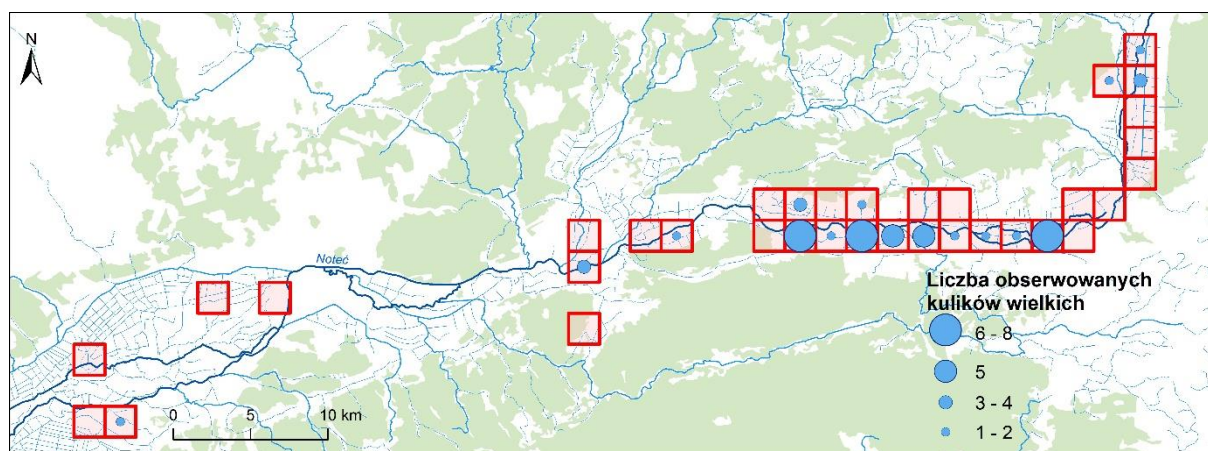 N
Noteć
0 5 10 km
Liczba obserwowanych
kulików wielkich
6 - 8
5
3 - 4
1 - 2